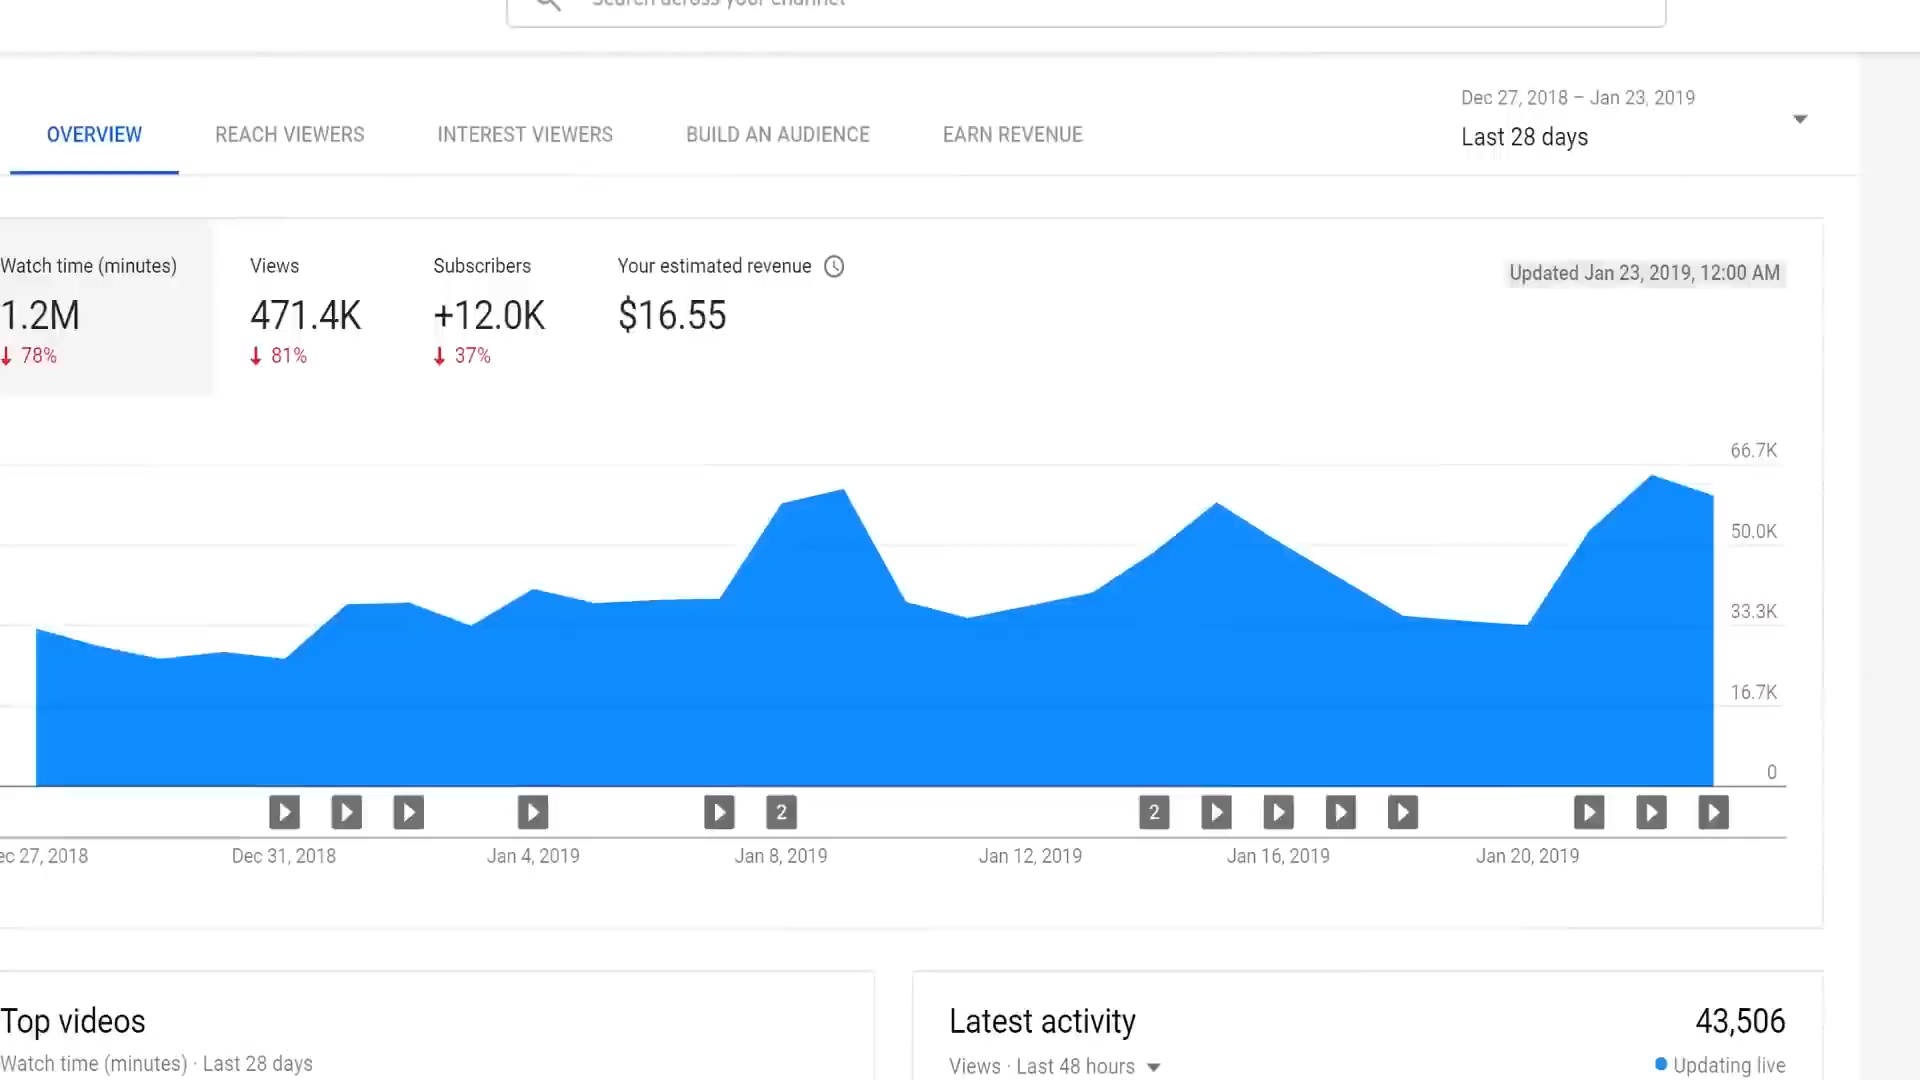 Search across your channel
Dec 27, 2018 – Jan 23, 2019
OVERVIEW REACH VIEWERS INTEREST VIEWERS BUILD AN AUDIENCE EARN REVENUE
Last 28 days
Watch time (minutes) Views Subscribers Your estimated revenue
Updated Jan 23, 2019, 12:00 AM
1.2M 471.4K +12.0K $16.55
78% 81% 37%
66.7K
50.0K
33.3K
16.7K
0
2 2
ec 27, 2018 Dec 31, 2018 Jan 4, 2019 Jan 8, 2019 Jan 12, 2019 Jan 16, 2019 Jan 20, 2019
Top videos
Watch time (minutes) · Last 28 days
Latest activity 43,506
Views · Last 48 hours Updating live